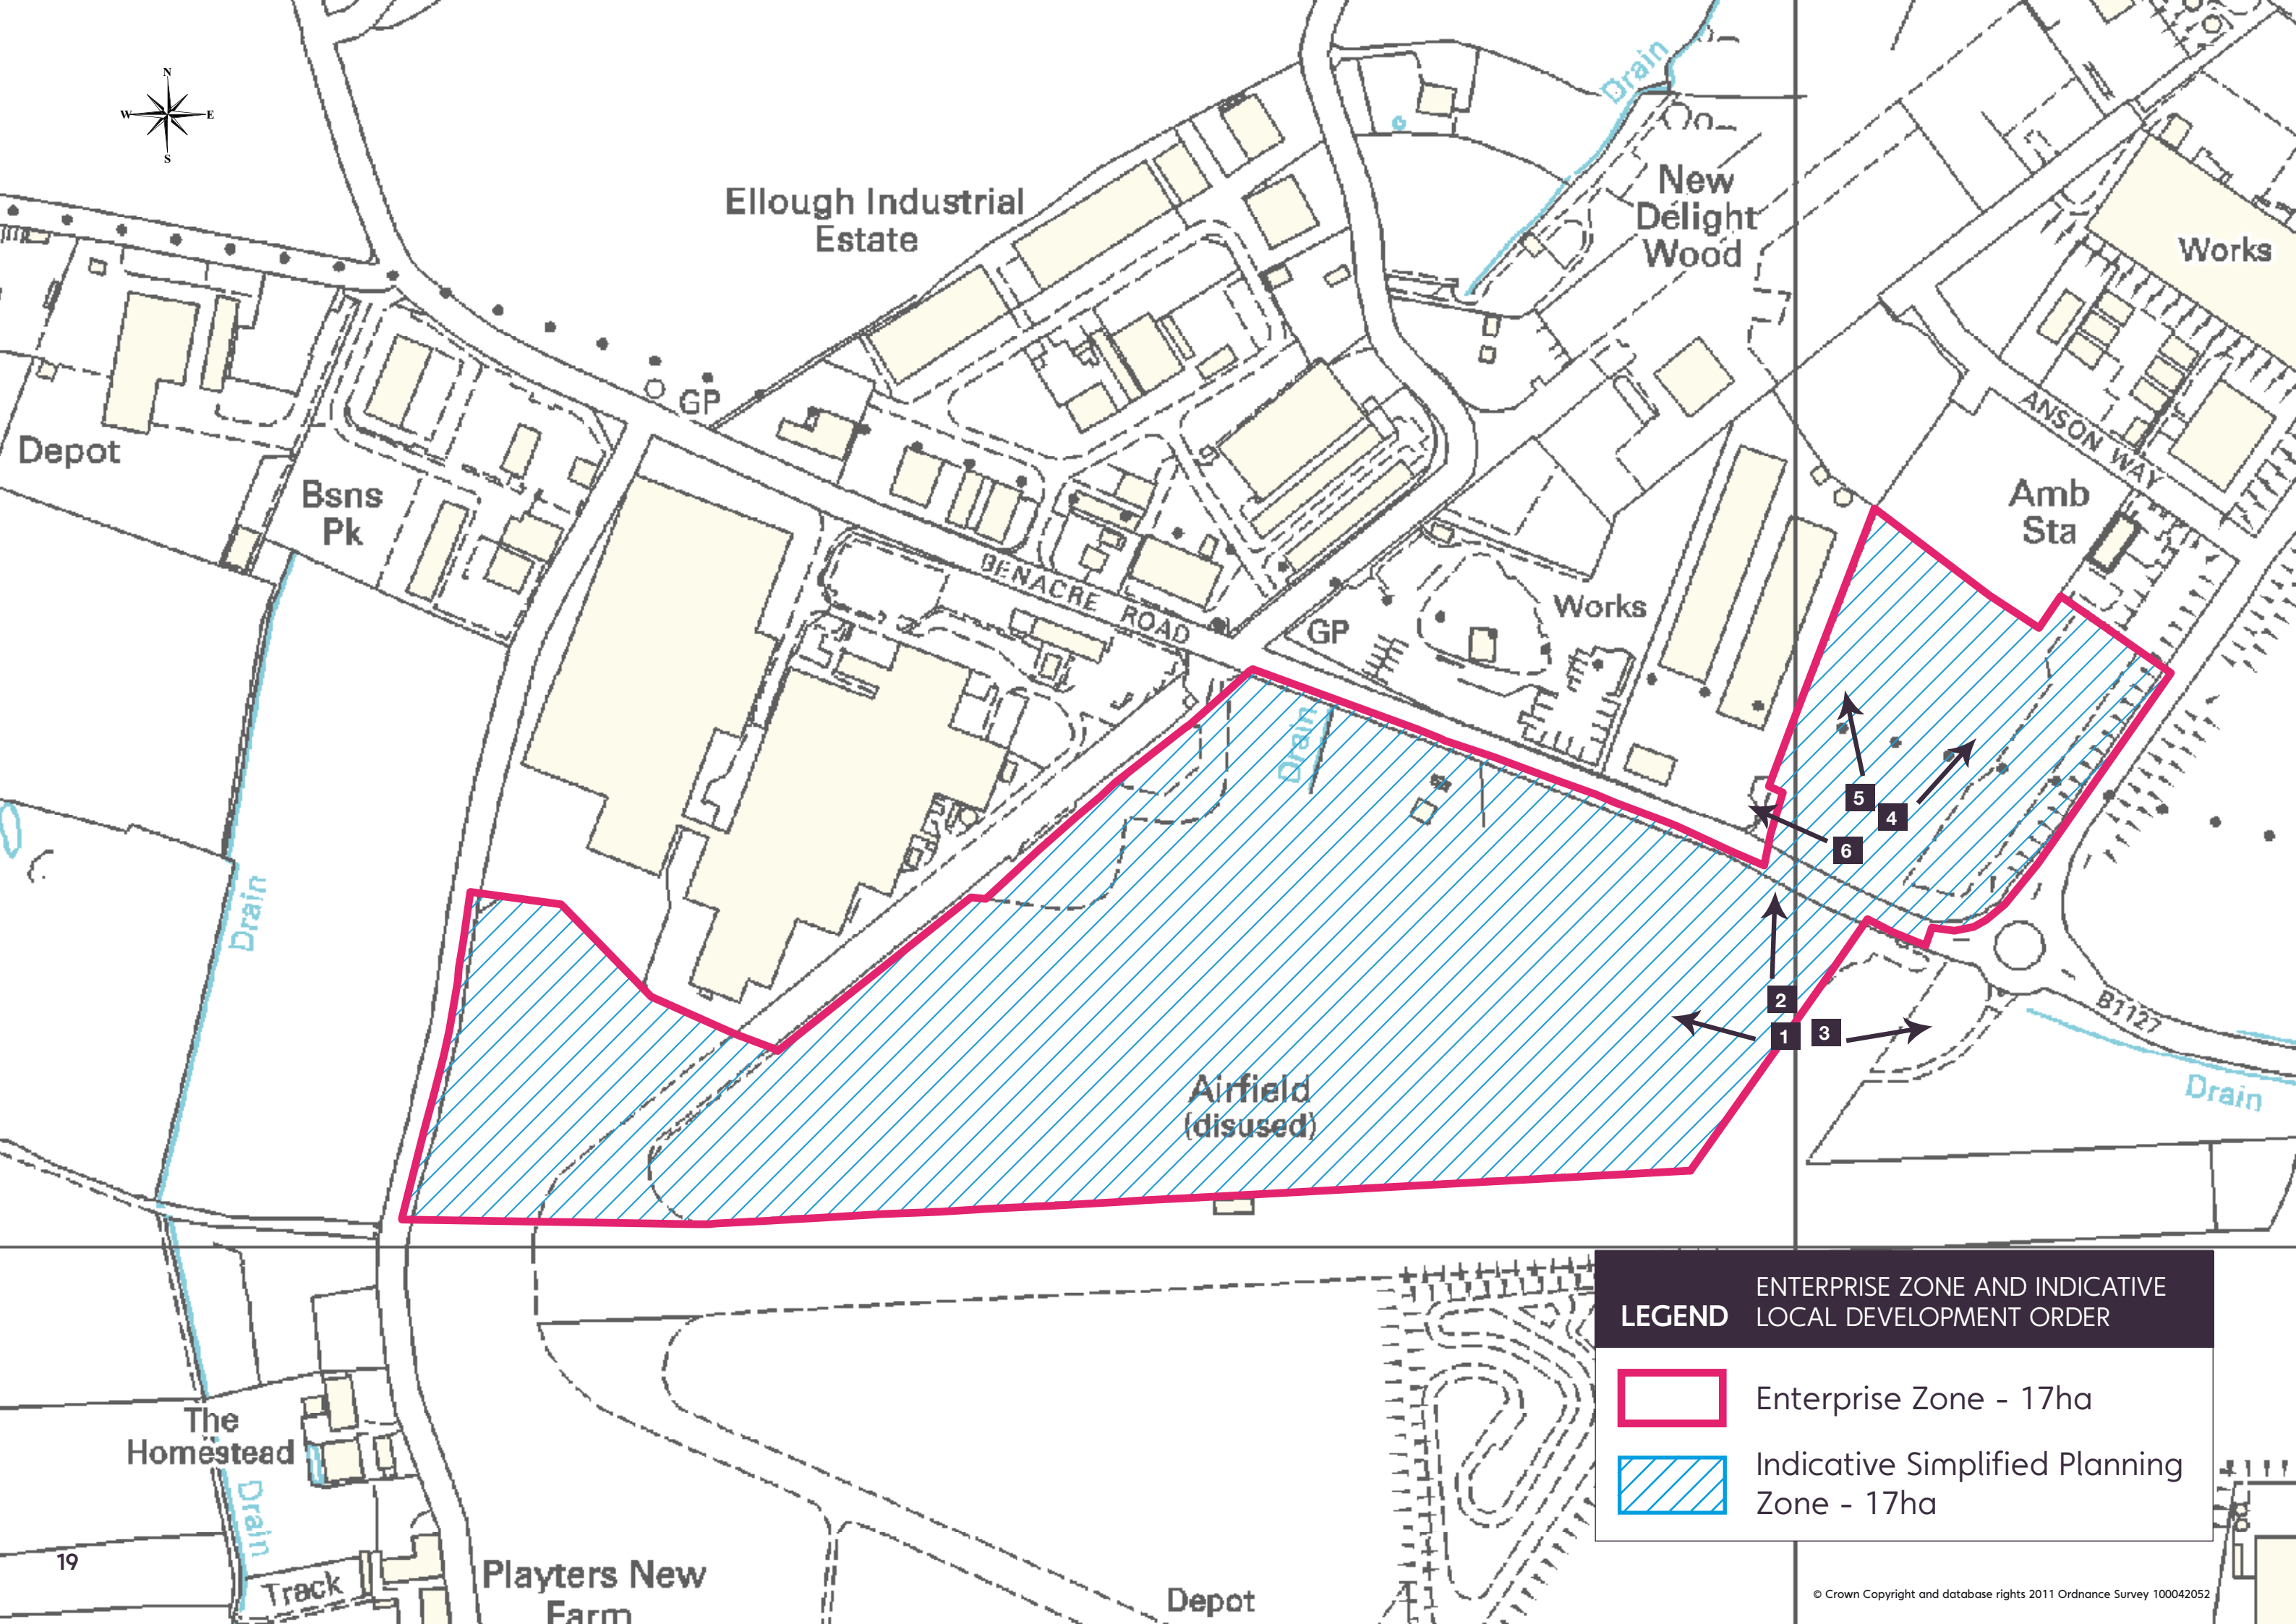 N
W
E
S
Drain
New
Delight
Wood
Ellough Industrial
Estate
Works
GP
ANSON WAY
Depot
Bsns
Pk
Amb
Sta
BENACRE ROAD
GP
Works
Drain
5
4
6
Drain
2
1
3
B1127
Drain
Airfield
(disused)
LEGEND
ENTERPRISE ZONE AND INDICATIVE
LOCAL DEVELOPMENT ORDER
Enterprise Zone - 17ha
Indicative Simplified Planning
Zone - 17ha
The
Homestead
Drain
Track
Playters New
Farm
Depot
19
© Crown Copyright and database rights 2011 Ordnance Survey 100042052